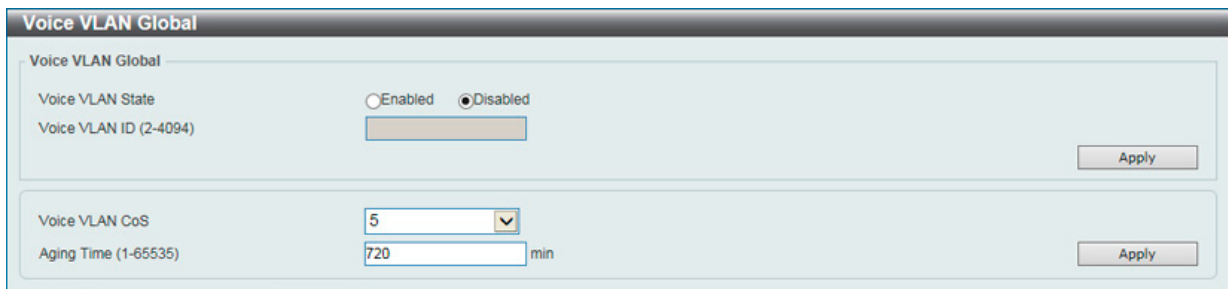 Voice VLAN Global
Voice VLAN Global
Voice VLAN State Enabled Disabled
Voice VLAN ID (2-4094)
Apply
Voice VLAN CoS 5
Aging Time (1-65535) 720 min Apply